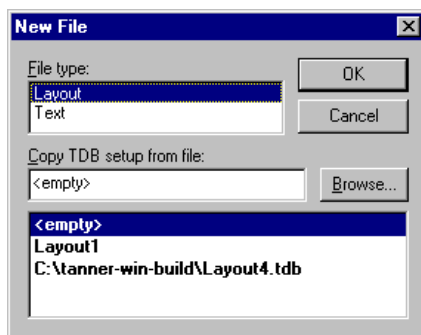 New File
File type:
Layout
Text
OK
Cancel
Copy TDB setup from file:
<empty>
Browse...
<empty>
Layout1
C:\tanner-win-build\Layout4.tdb